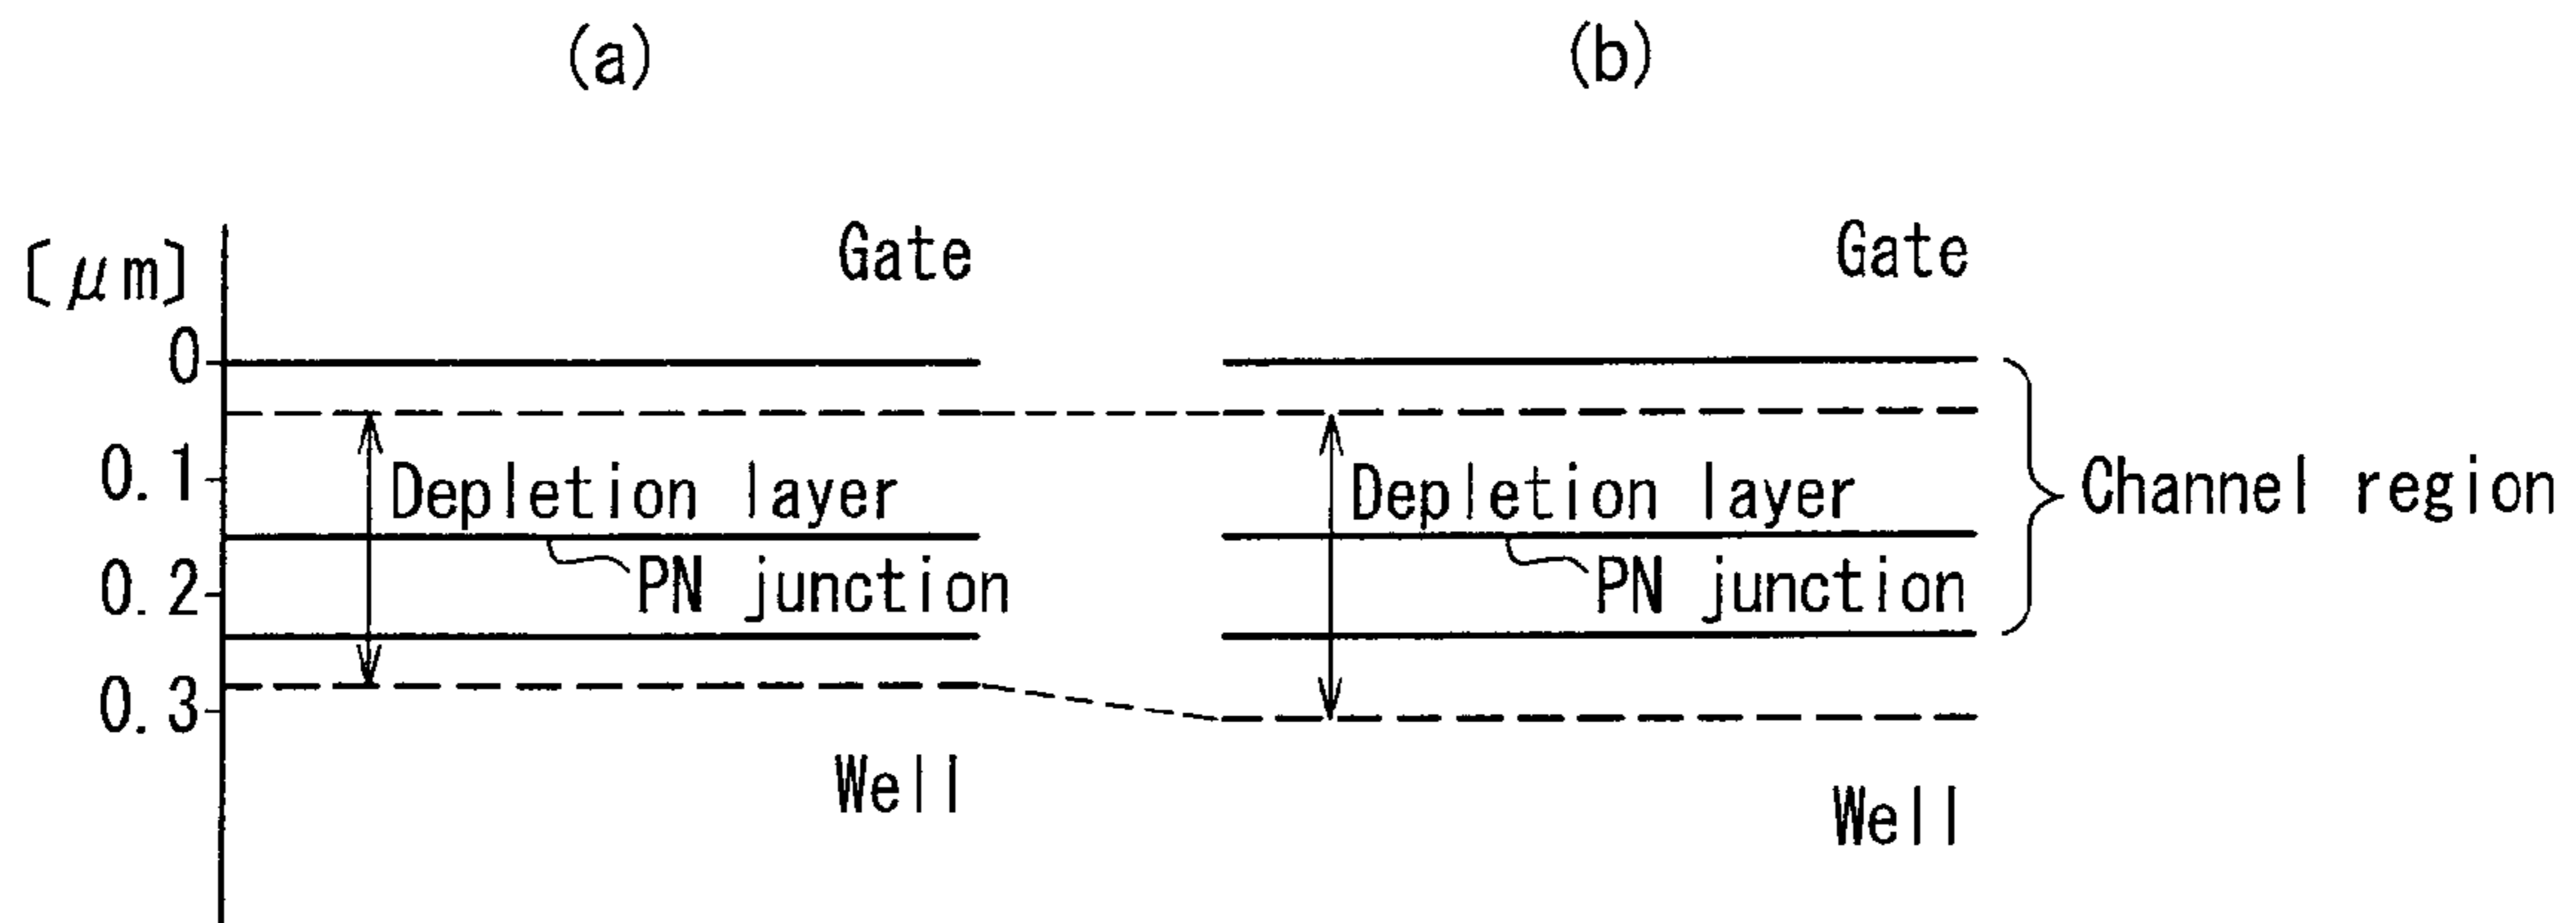 (a) (b)
Gate Gate
〔μm〕
0
0.1
Depletion layer Depletion layer
Channel region
0.2
PN junction PN junction
0.3
Well
Well